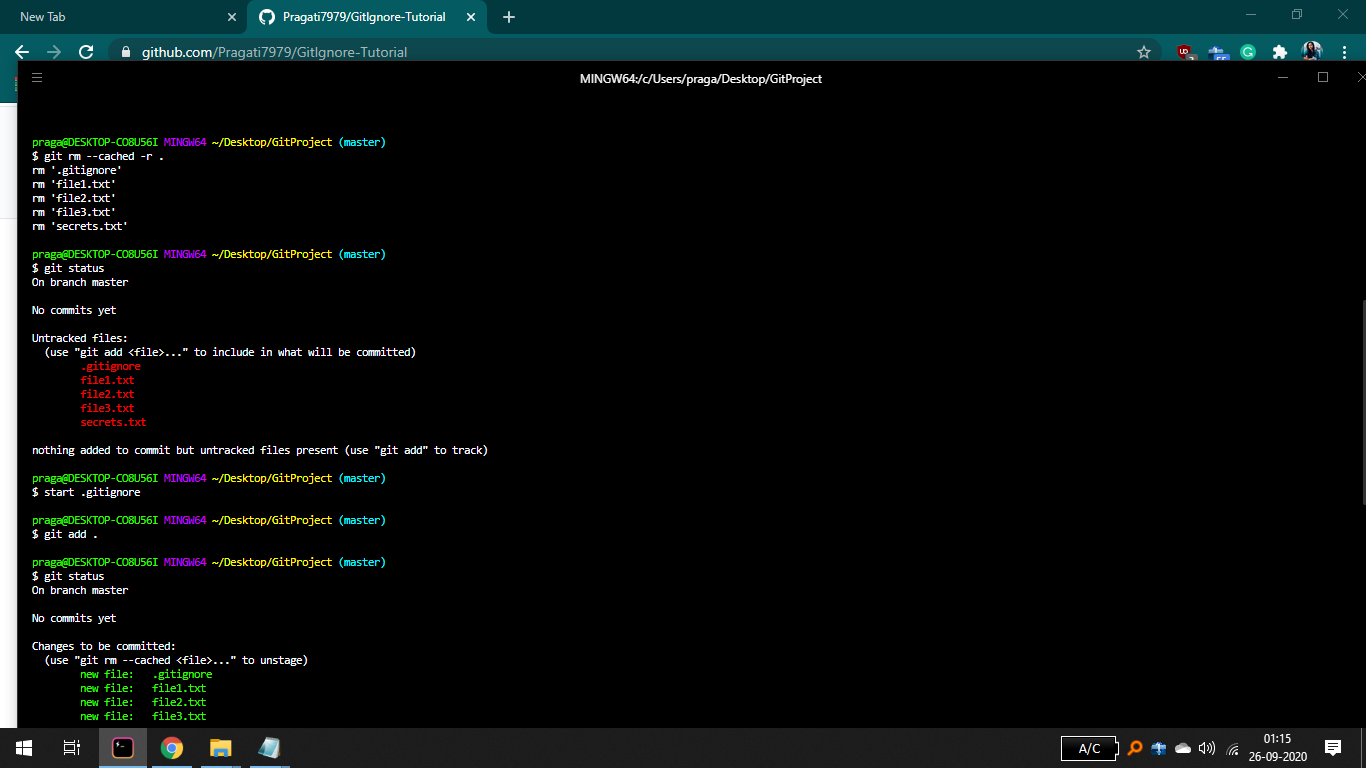 New Tab
Pragati7979/GitIgnore-Tutorial
github.com/Pragati7979/GitIgnore-Tutorial
MINGW64:/c/Users/praga/Desktop/GitProject
praga@DESKTOP-CO8U56I MINGW64 ~/Desktop/GitProject (master)
$ git rm --cached -r .
rm '.gitignore'
rm 'file1.txt'
rm 'file2.txt'
rm 'file3.txt'
rm 'secrets.txt'
praga@DESKTOP-CO8U56I MINGW64 ~/Desktop/GitProject (master)
$ git status
On branch master
No commits yet
Untracked files:
(use "git add <file>..." to include in what will be committed)
.gitignore
file1.txt
file2.txt
file3.txt
secrets.txt
nothing added to commit but untracked files present (use "git add" to track)
praga@DESKTOP-CO8U56I MINGW64 ~/Desktop/GitProject (master)
$ start .gitignore
praga@DESKTOP-CO8U56I MINGW64 ~/Desktop/GitProject (master)
$ git add .
praga@DESKTOP-CO8U56I MINGW64 ~/Desktop/GitProject (master)
$ git status
On branch master
No commits yet
Changes to be committed:
(use "git rm --cached <file>..." to unstage)
new file: .gitignore
new file: file1.txt
new file: file2.txt
new file: file3.txt
A/C
01:15
26-09-2020